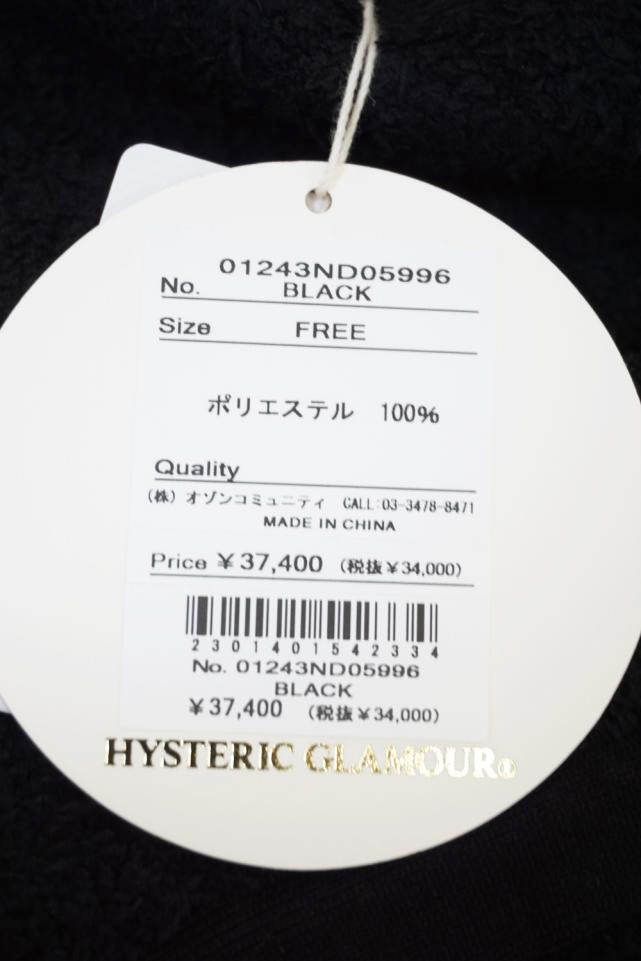 01243ND05996
No. BLACK
Size FREE
ポリエステル 100%
Quality
(株) オゾンコミュニティ CALL:03-3478-8471
MADE IN CHINA
Price ¥37,400 (税抜¥34,000)
2301401542334
No. 01243ND05996
BLACK
¥37,400 (税抜¥34,000)
HYSTERIC GLAMOUR®